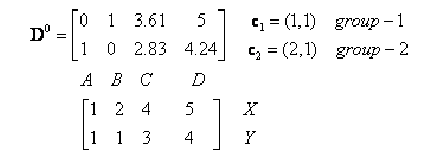 D⁰ = [0 1 3.61 5 c₁ = (1,1) group − 1
1 0 2.83 4.24] c₂ = (2,1) group − 2
A B C D
[1 2 4 5 X
1 1 3 4] Y